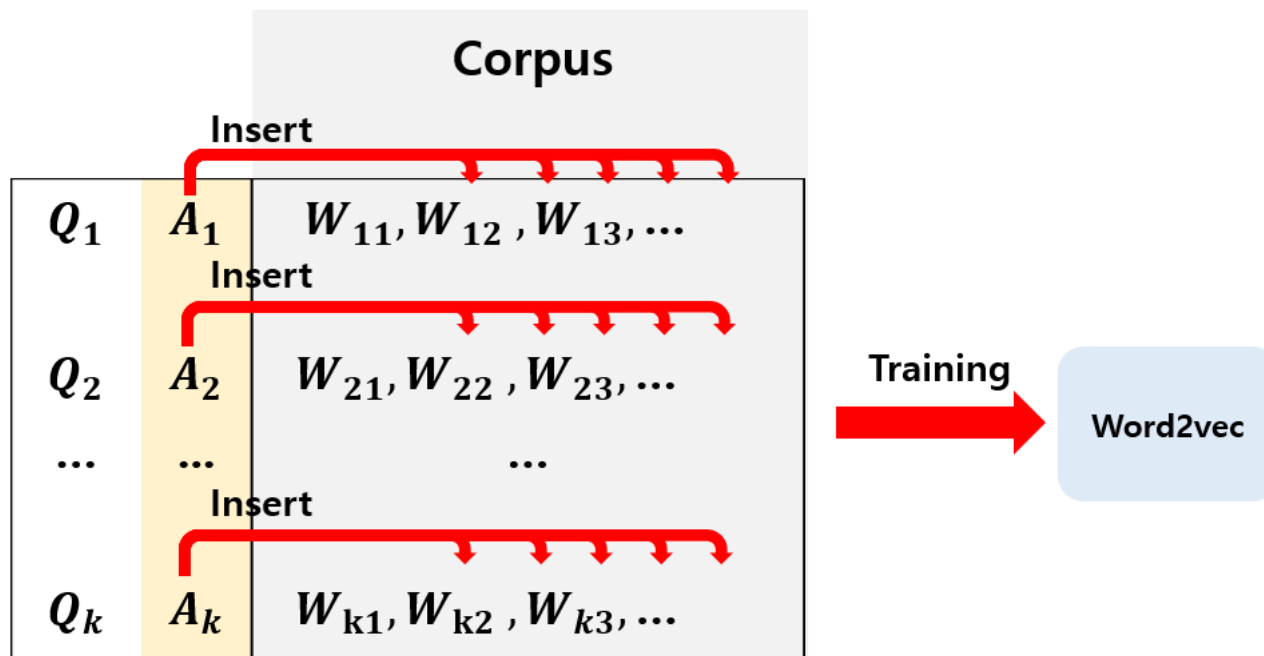 Corpus
Insert
Q₁ A₁ W₁₁, W₁₂ , W₁₃, ...
Insert
Q₂ A₂ W₂₁, W₂₂ , W₂₃, ...
Training
Word2vec
... ... ...
Insert
Qₖ Aₖ Wₖ₁, Wₖ₂ , Wₖ₃, ...